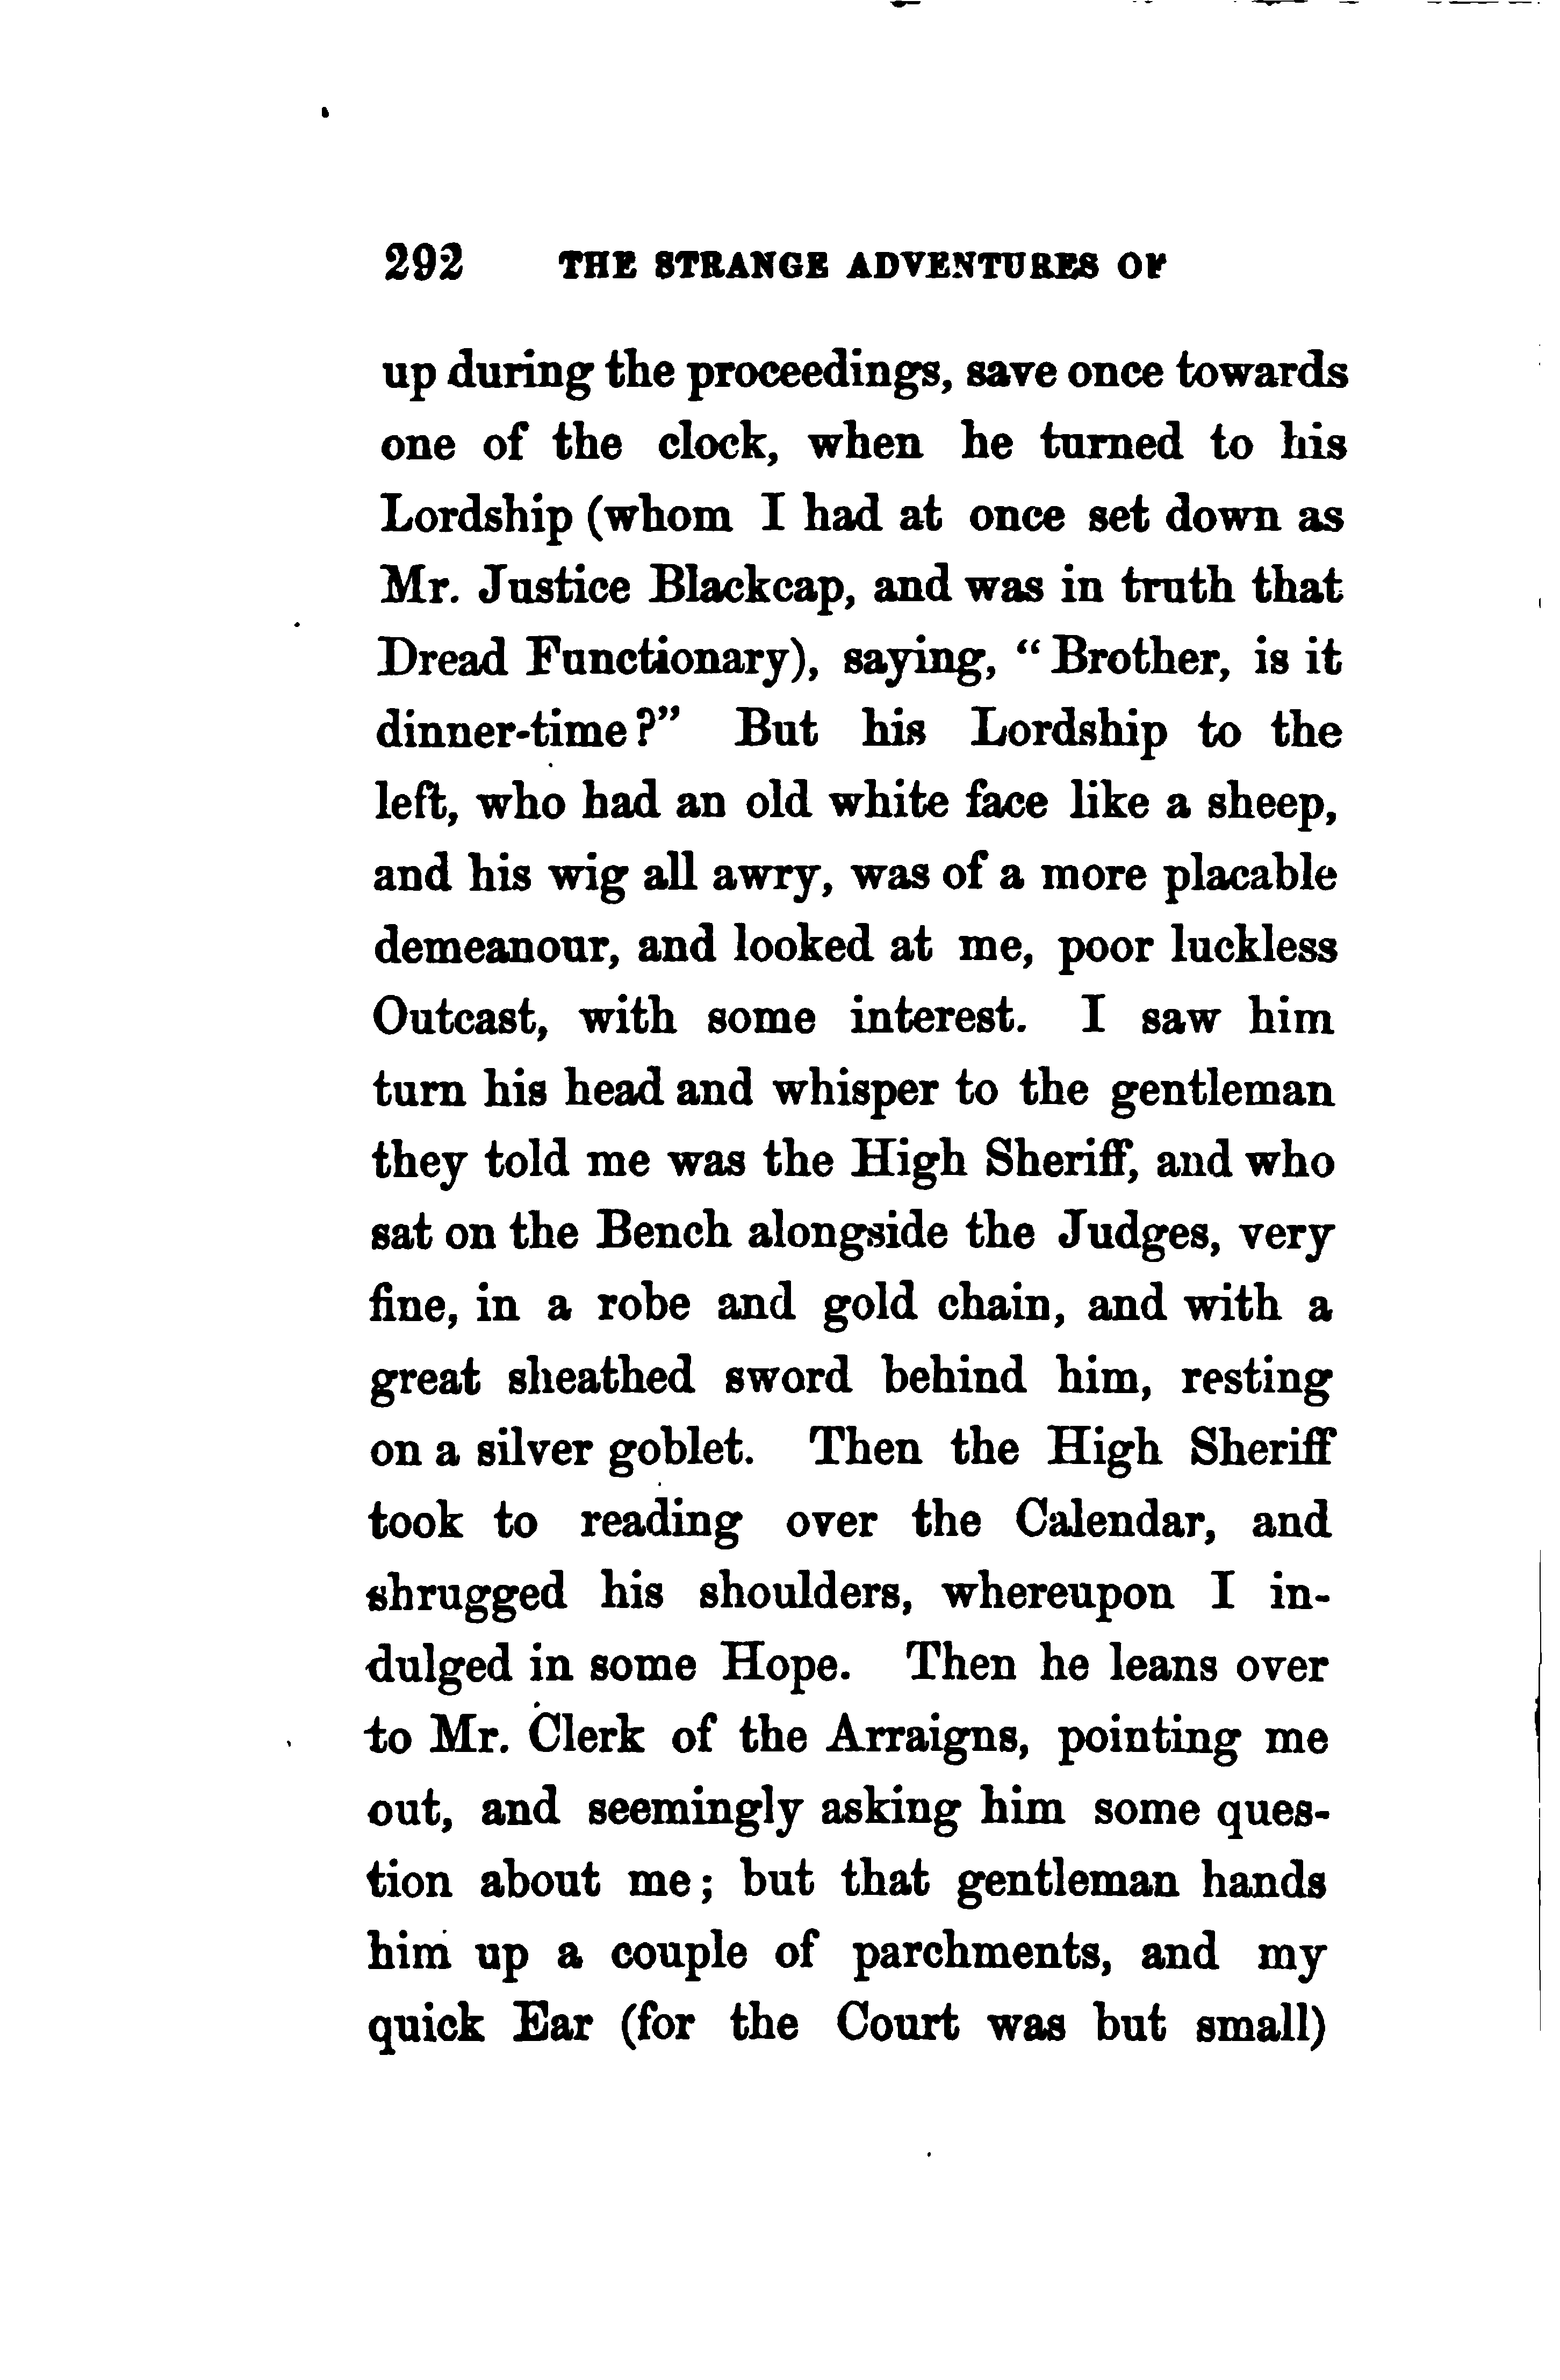 292 THE STRANGE ADVENTURES OF
up during the proceedings, save once towards
one of the clock, when he turned to his
Lordship (whom I had at once set down as
Mr. Justice Blackcap, and was in truth that
Dread Functionary), saying, “Brother, is it
dinner-time?” But his Lordship to the
left, who had an old white face like a sheep,
and his wig all awry, was of a more placable
demeanour, and looked at me, poor luckless
Outcast, with some interest. I saw him
turn his head and whisper to the gentleman
they told me was the High Sheriff, and who
sat on the Bench alongside the Judges, very
fine, in a robe and gold chain, and with a
great sheathed sword behind him, resting
on a silver goblet. Then the High Sheriff
took to reading over the Calendar, and
shrugged his shoulders, whereupon I in-
dulged in some Hope. Then he leans over
to Mr. Clerk of the Arraigns, pointing me
out, and seemingly asking him some ques-
tion about me; but that gentleman hands
him up a couple of parchments, and my
quick Ear (for the Court was but small)